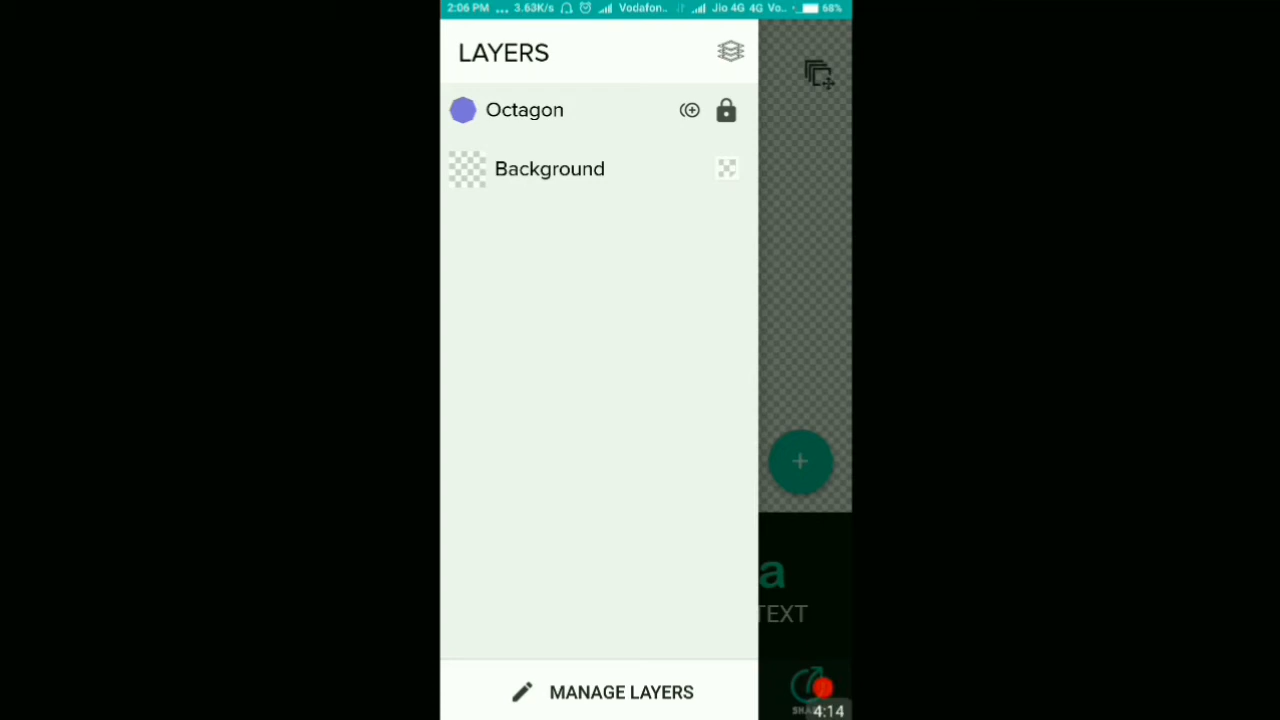 2:06 PM ... 3.63K/s Vodafon.. Jio 4G 4G Vo.. 68%
LAYERS
Octagon
Background
a
TEXT
MANAGE LAYERS
4:14